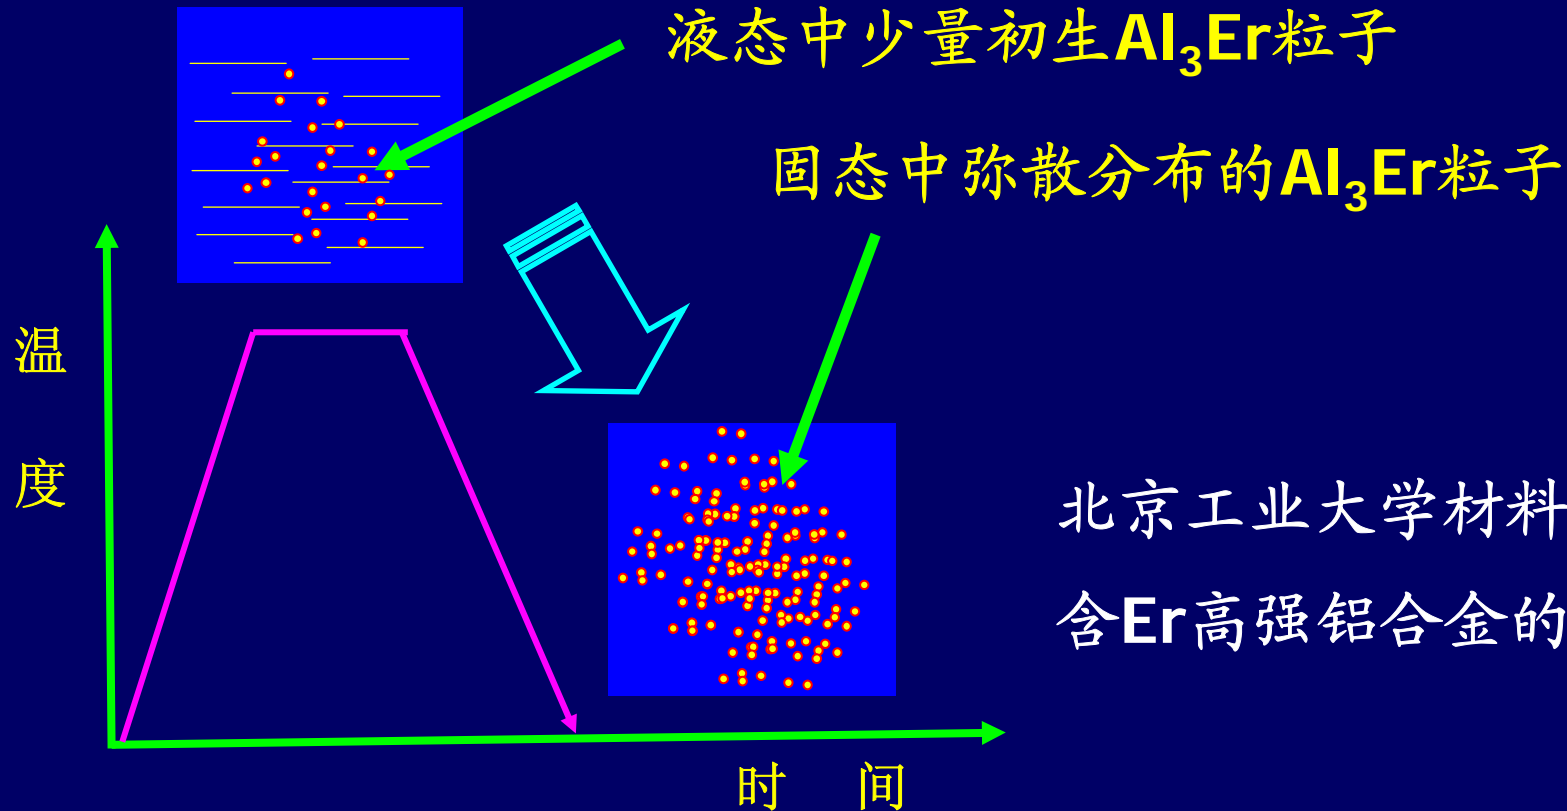 液态中少量初生Al₃Er粒子
固态中弥散分布的Al₃Er粒子
温
度
北京工业大学材料
含Er高强铝合金的
时 间